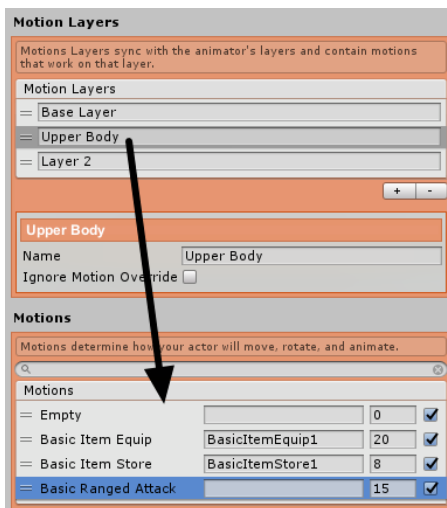 Motion Layers
Motions Layers sync with the animator's layers and contain motions
that work on that layer.
Motion Layers
Base Layer
Upper Body
Layer 2
+ -
Upper Body
Name Upper Body
Ignore Motion Override
Motions
Motions determine how your actor will move, rotate, and animate.
Motions
Empty 0
Basic Item Equip BasicItemEquip1 20
Basic Item Store BasicItemStore1 8
Basic Ranged Attack 15